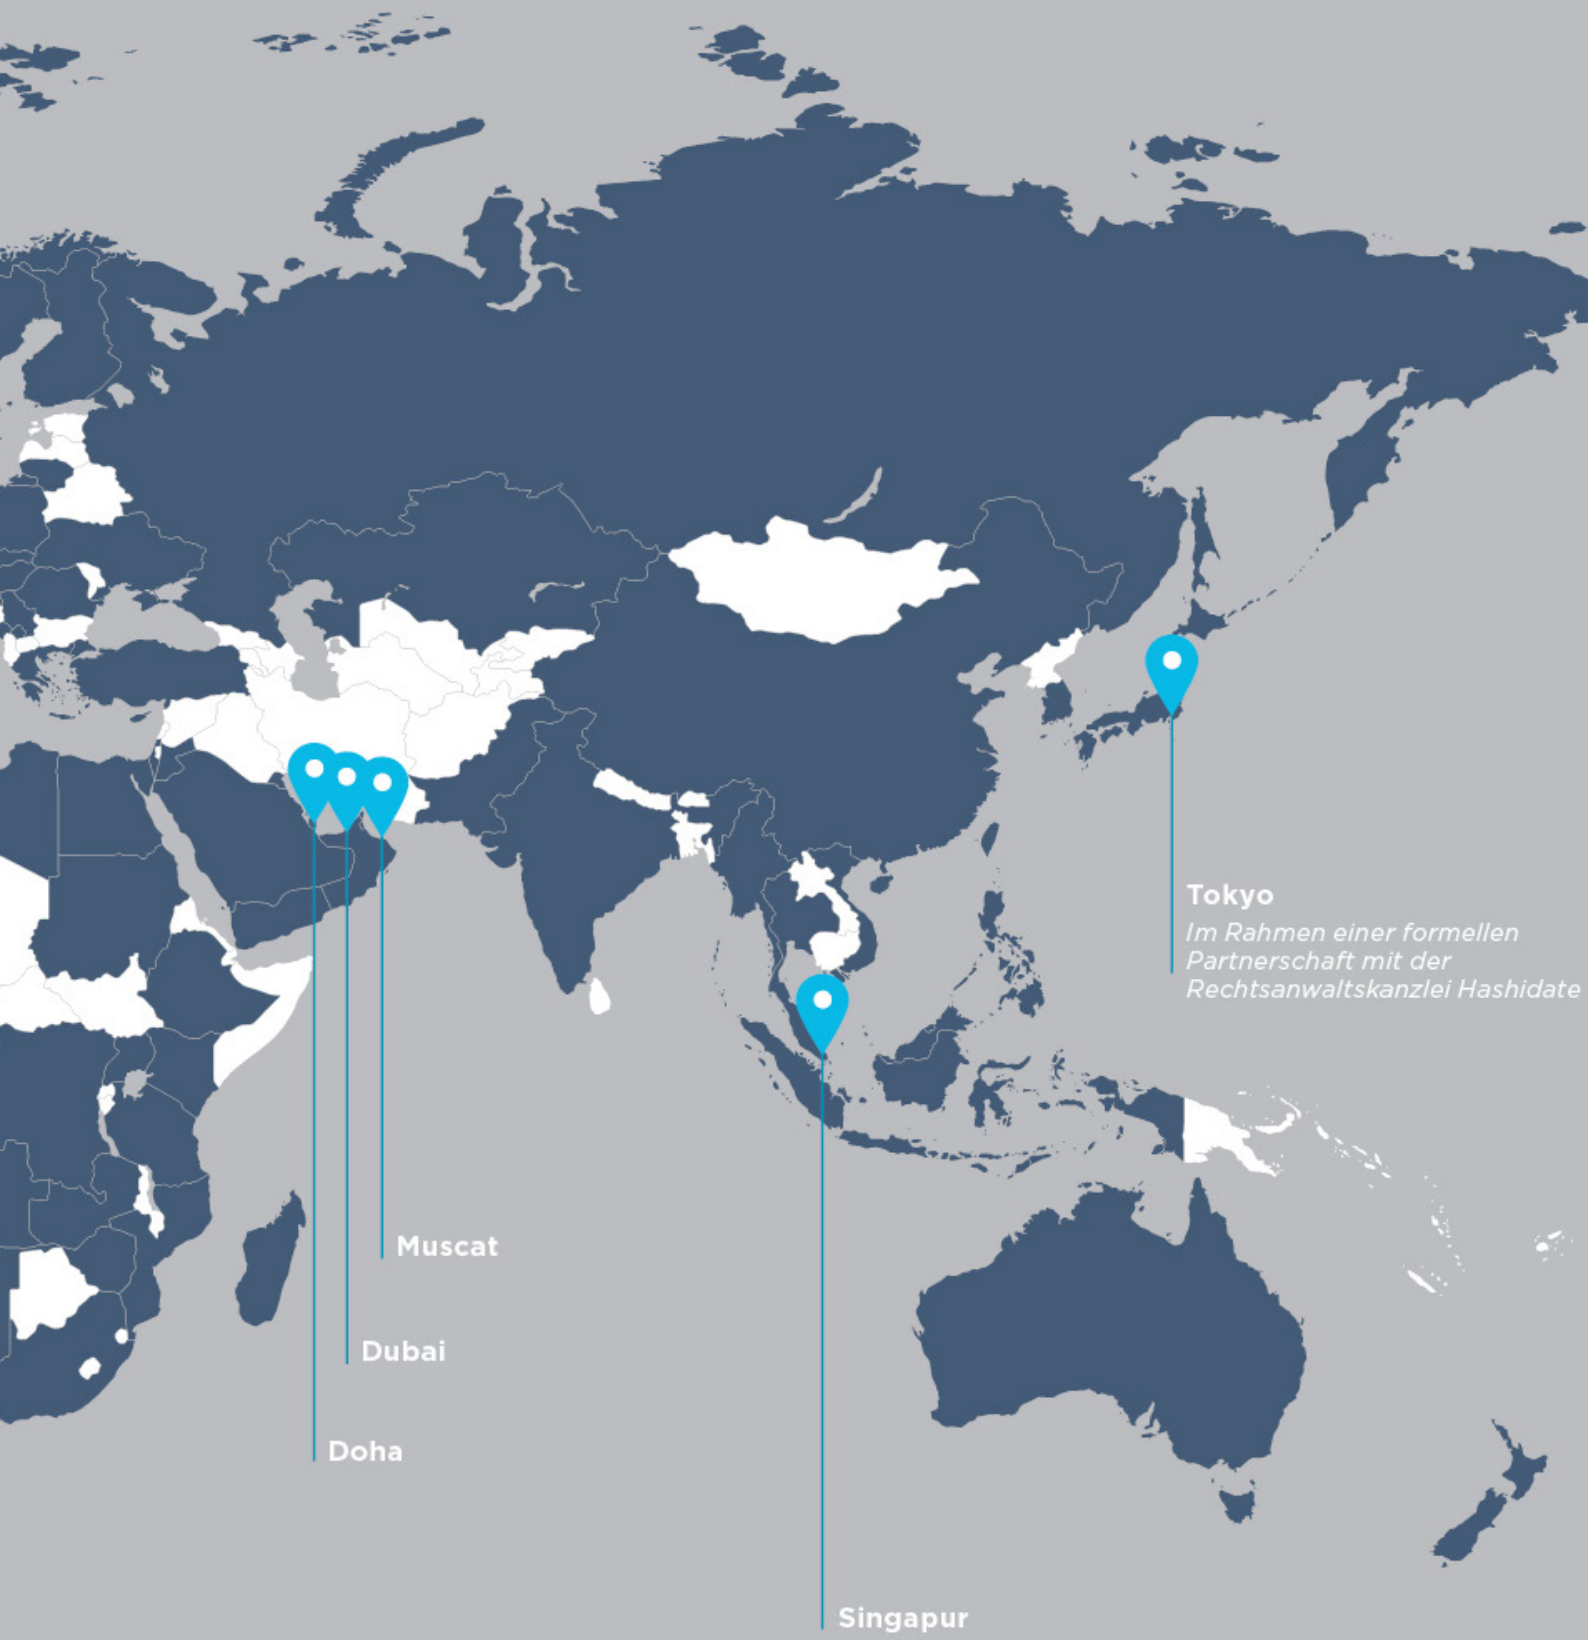 Tokyo
Im Rahmen einer formellen
Partnerschaft mit der
Rechtsanwaltskanzlei Hashidate
Muscat
Dubai
Doha
Singapur